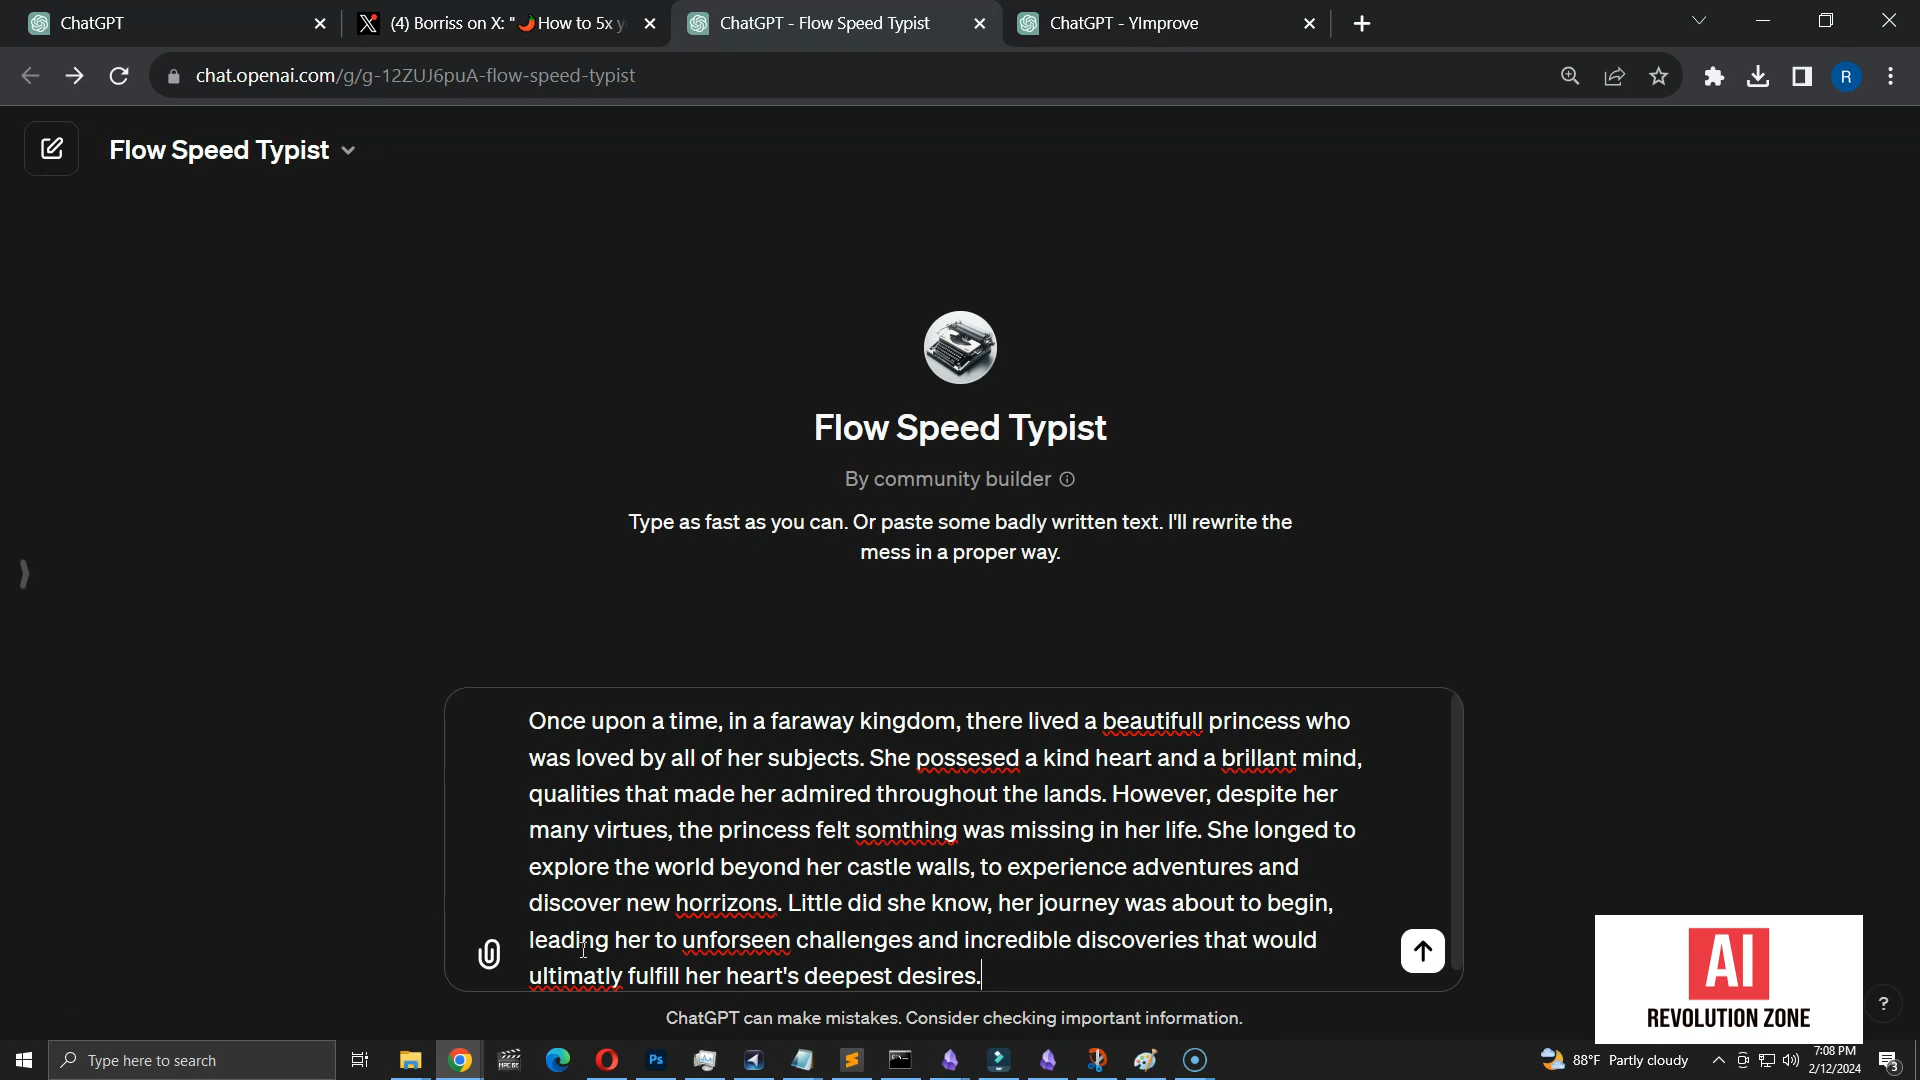 ChatGPT
(4) Borriss on X: "🌶️How to 5x y
ChatGPT - Flow Speed Typist
ChatGPT - YImprove
chat.openai.com/g/g-12ZUJ6puA-flow-speed-typist
R
Flow Speed Typist
Flow Speed Typist
By community builder
Type as fast as you can. Or paste some badly written text. I'll rewrite the
mess in a proper way.
Once upon a time, in a faraway kingdom, there lived a beautifull princess who
was loved by all of her subjects. She possesed a kind heart and a brillant mind,
qualities that made her admired throughout the lands. However, despite her
many virtues, the princess felt somthing was missing in her life. She longed to
explore the world beyond her castle walls, to experience adventures and
discover new horrizons. Little did she know, her journey was about to begin,
leading her to unforseen challenges and incredible discoveries that would
ultimatly fulfill her heart's deepest desires.
ChatGPT can make mistakes. Consider checking important information.
?
AI
REVOLUTION ZONE
Type here to search
Ps
88°F Partly cloudy
7:08 PM
2/12/2024
3